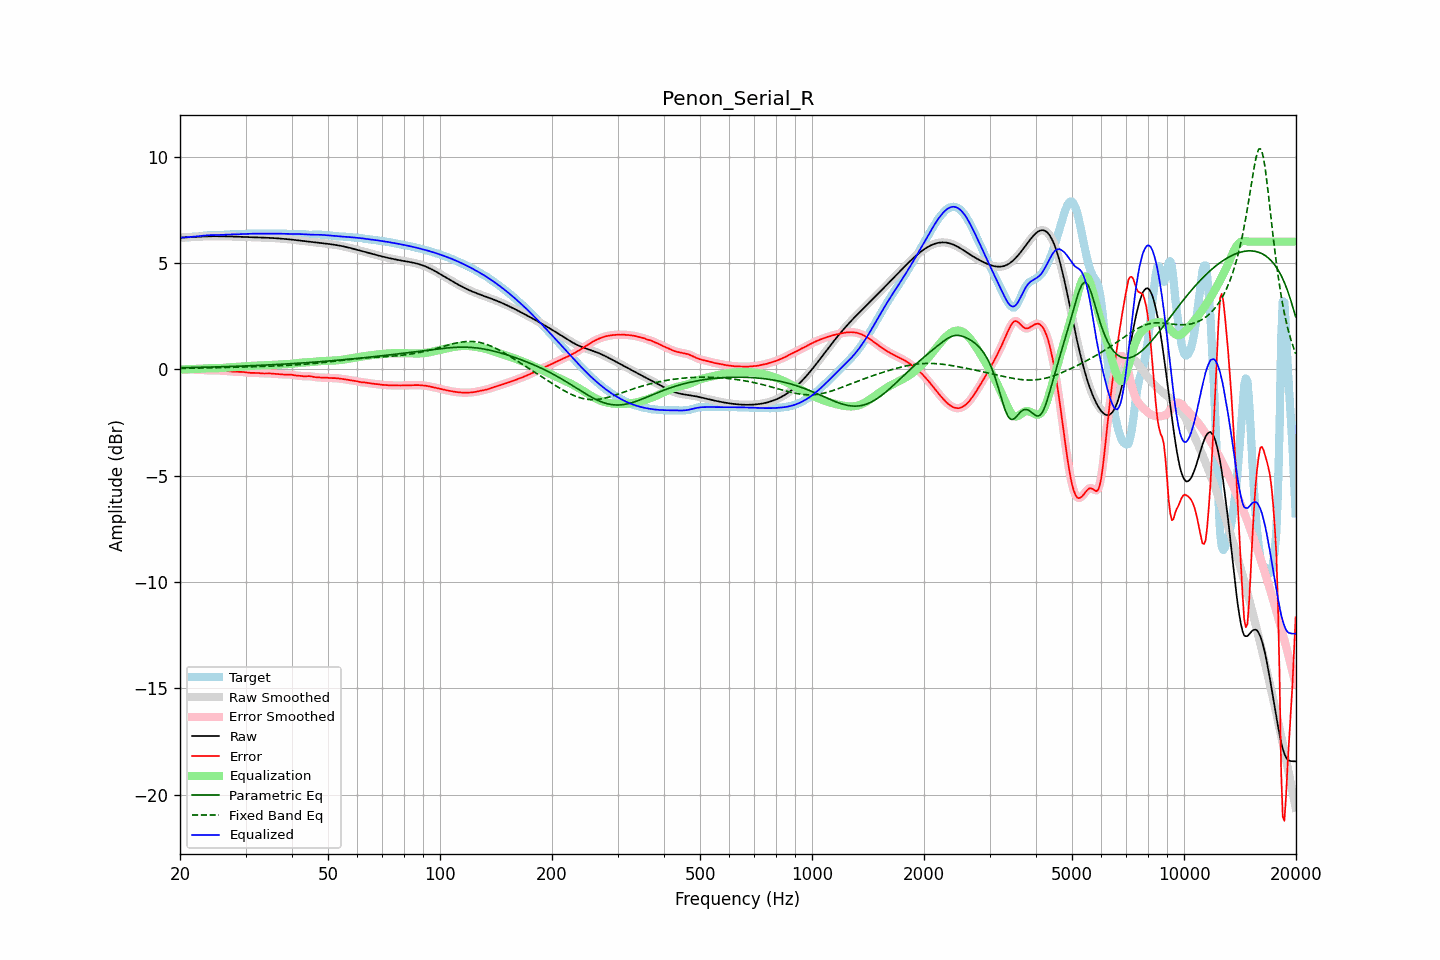 Penon_Serial_R
Amplitude (dBr)
10
5
0
−5
−10
−15
−20
Target
Raw Smoothed
Error Smoothed
Raw
Error
Equalization
Parametric Eq
Fixed Band Eq
Equalized
20 50 100 200 500 1000 2000 5000 10000 20000
Frequency (Hz)